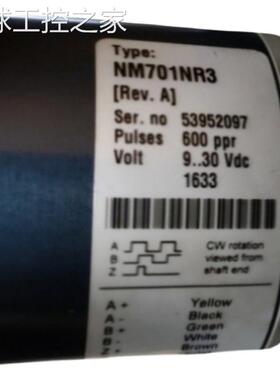 球工控之家
Type:
NM701NR3
[Rev. A]
Ser. no 53952097
Pulses 600 ppr
Volt 9..30 Vdc
1633
A CW rotation
B viewed from
Z shaft end
A + Yellow
A - Black
B + Green
B - White
Z + Brown